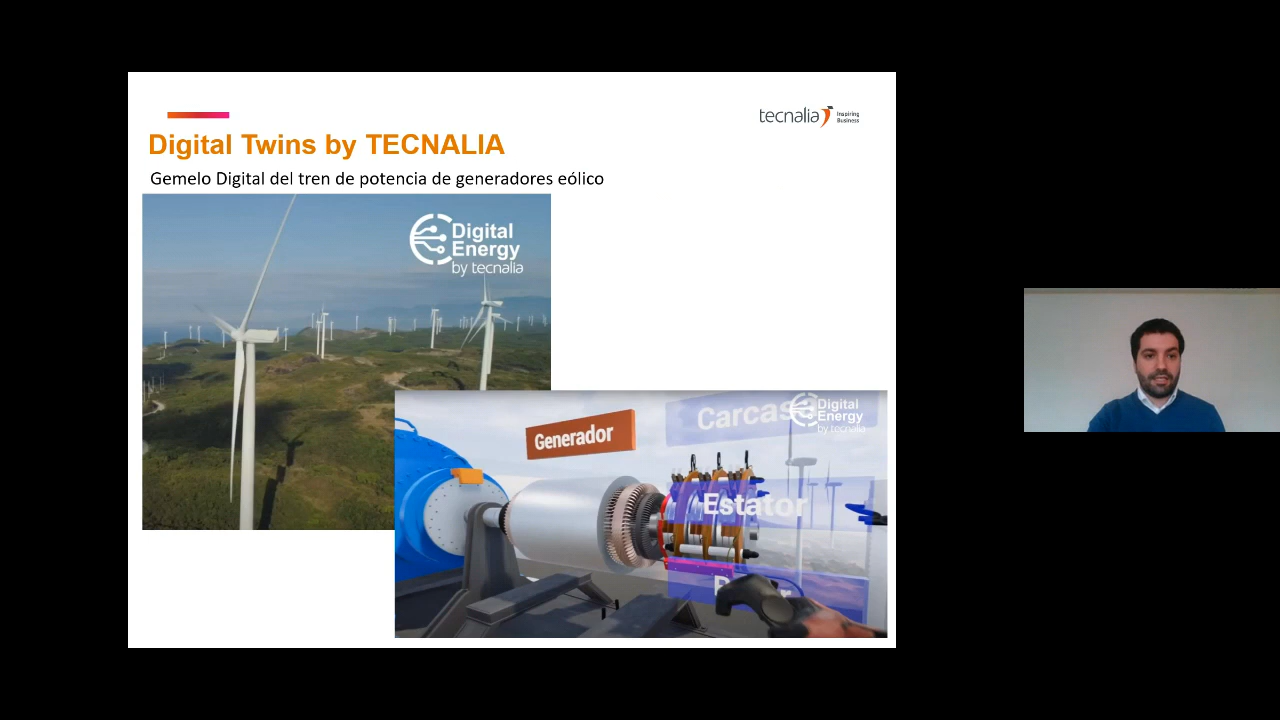 tecnalia
Inspiring
Business
Digital Twins by TECNALIA
Gemelo Digital del tren de potencia de generadores eólico
Digital
Energy
by tecnalia
Generador
Carcasa
Digital
Energy
by tecnalia
Estator